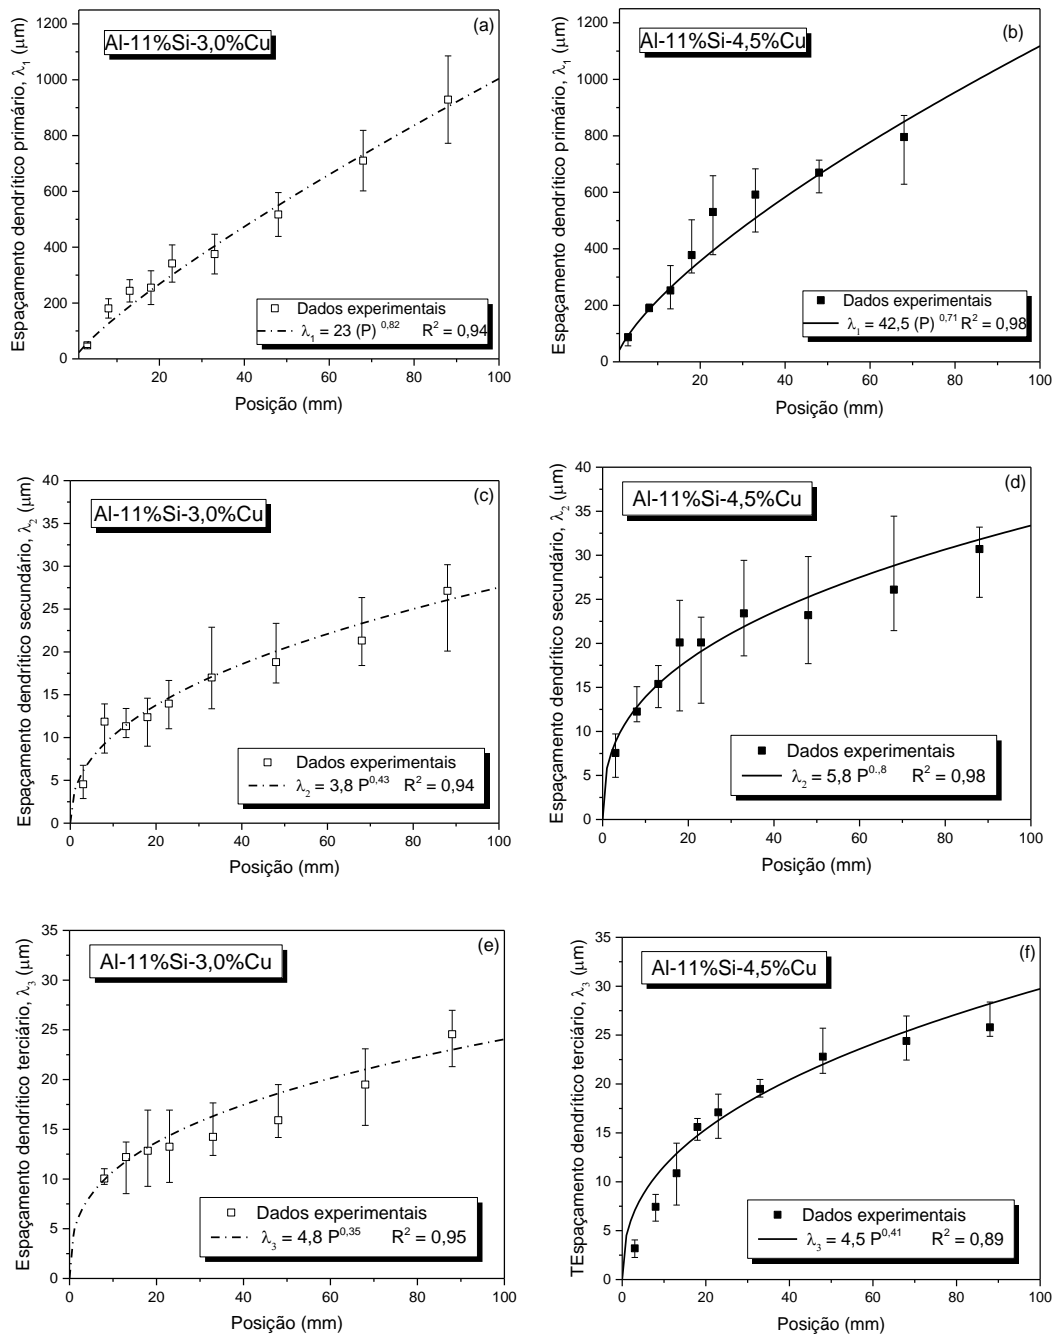 (a)
Al-11%Si-3,0%Cu
Espaçamento dendrítico primário, λ₁ (μm)
1200
1000
800
600
400
200
0
Dados experimentais
λ₁ = 23 (P) ⁰,⁸² R² = 0,94
20 40 60 80 100
Posição (mm)
(b)
Al-11%Si-4,5%Cu
Espaçamento dendrítico primário, λ₁ (μm)
1200
1000
800
600
400
200
0
Dados experimentais
λ₁ = 42,5 (P) ⁰,⁷¹ R² = 0,98
20 40 60 80 100
Posição (mm)
(c)
Al-11%Si-3,0%Cu
Espaçamento dendrítico secundário, λ₂ (μm)
40
35
30
25
20
15
10
5
0
Dados experimentais
λ₂ = 3,8 P⁰,⁴³ R² = 0,94
0 20 40 60 80 100
Posição (mm)
(d)
Al-11%Si-4,5%Cu
Espaçamento dendrítico secundário, λ₂ (μm)
40
35
30
25
20
15
10
5
0
Dados experimentais
λ₂ = 5,8 P⁰.,⁸ R² = 0,98
0 20 40 60 80 100
Posição (mm)
(e)
Al-11%Si-3,0%Cu
Espaçamento dendrítico terciário, λ₃ (μm)
35
30
25
20
15
10
5
0
Dados experimentais
λ₃ = 4,8 P⁰,³⁵ R² = 0,95
0 20 40 60 80 100
Posição (mm)
(f)
Al-11%Si-4,5%Cu
TEspaçamento dendrítico terciário, λ₃ (μm)
35
30
25
20
15
10
5
0
Dados experimentais
λ₃ = 4,5 P⁰,⁴¹ R² = 0,89
0 20 40 60 80 100
Posição (mm)